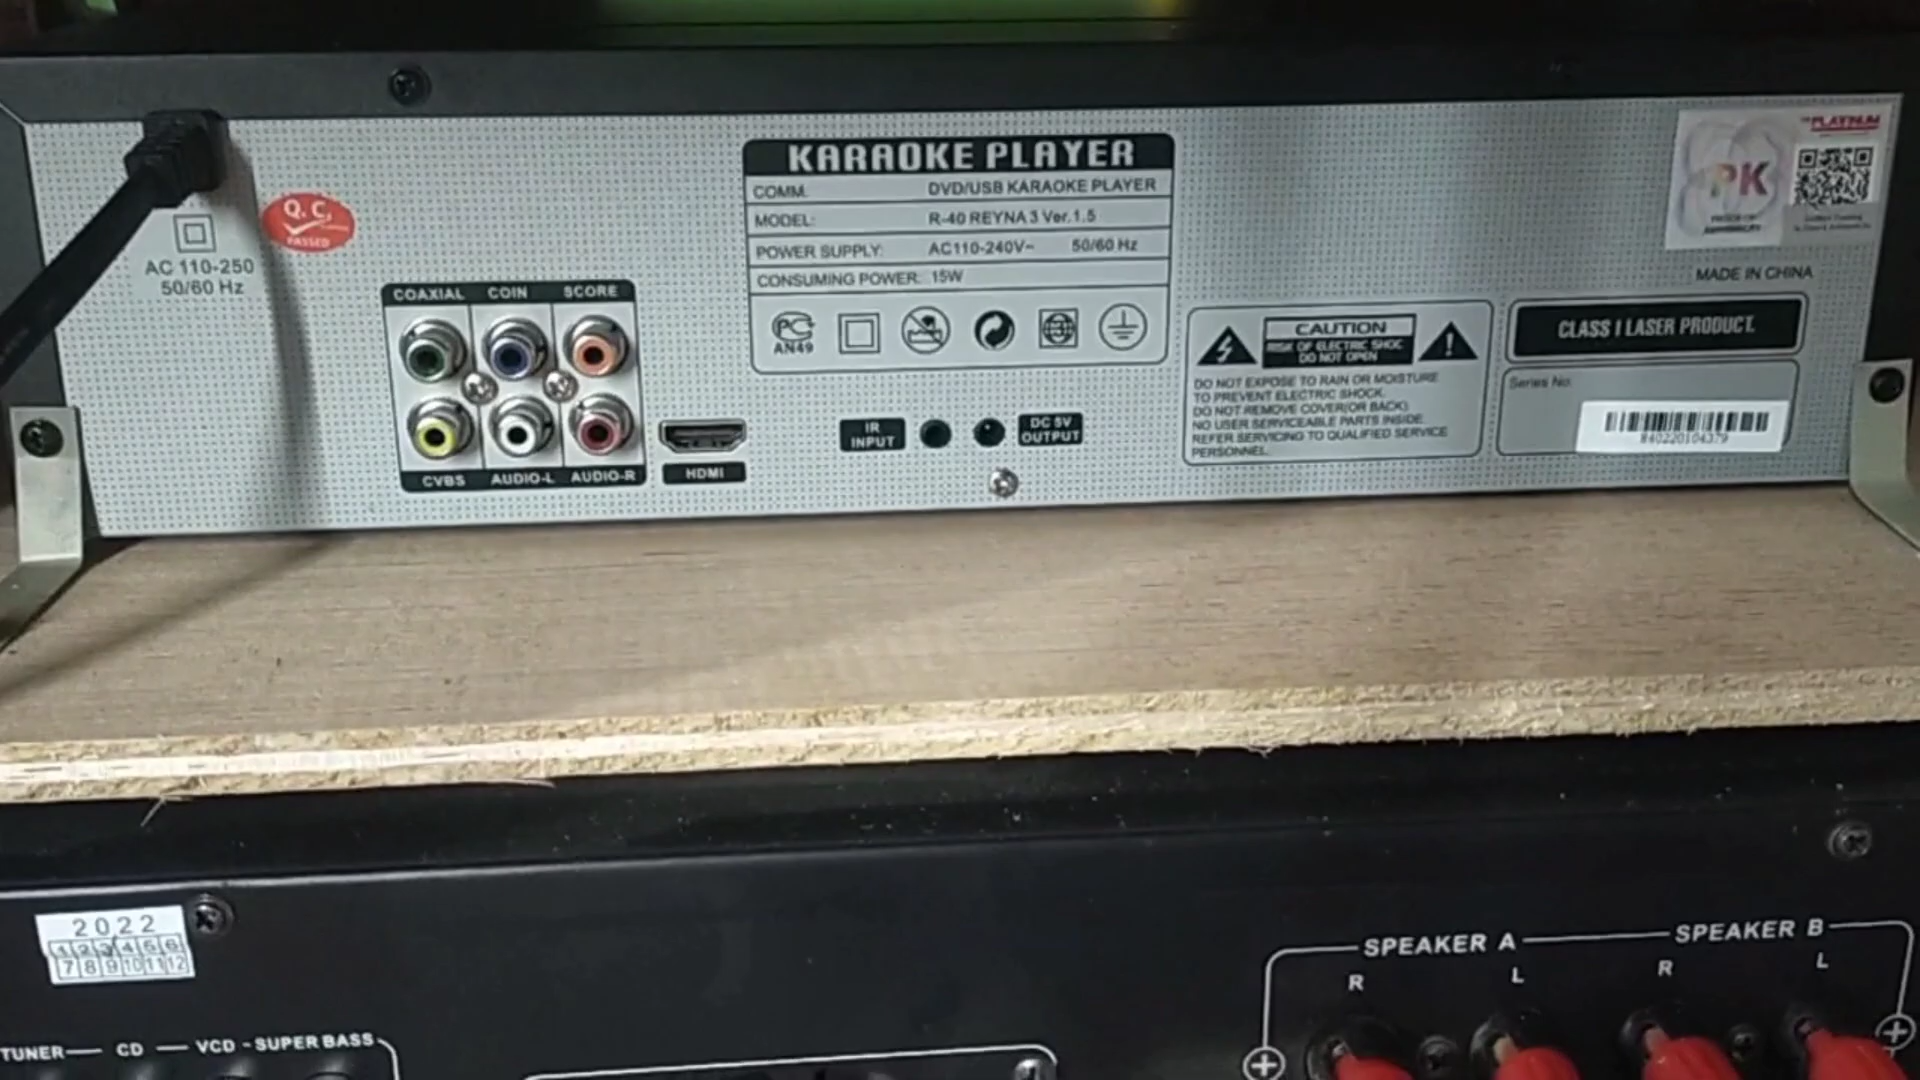 KARAOKE PLAYER
COMM. DVD/USB KARAOKE PLAYER
MODEL: R-40 REYNA 3 Ver.1.5
POWER SUPPLY: AC110-240V~ 50/60 Hz
CONSUMING POWER: 15W
PC
AN49
Q.C.
PASSED
AC 110-250
50/60 Hz
COAXIAL COIN SCORE
CVBS AUDIO-L AUDIO-R
HDMI
IR
INPUT
DC 5V
OUTPUT
CAUTION
RISK OF ELECTRIC SHOC
DO NOT OPEN
DO NOT EXPOSE TO RAIN OR MOISTURE
TO PREVENT ELECTRIC SHOCK.
DO NOT REMOVE COVER(OR BACK)
NO USER SERVICEABLE PARTS INSIDE.
REFER SERVICING TO QUALIFIED SERVICE
PERSONNEL.
PLATINUM
PK
MADE IN CHINA
CLASS I LASER PRODUCT.
Series No:
840220104379
2022
1 2 3 4 5 6
7 8 9 10 11 12
TUNER CD VCD - SUPER BASS
SPEAKER A SPEAKER B
R L R L